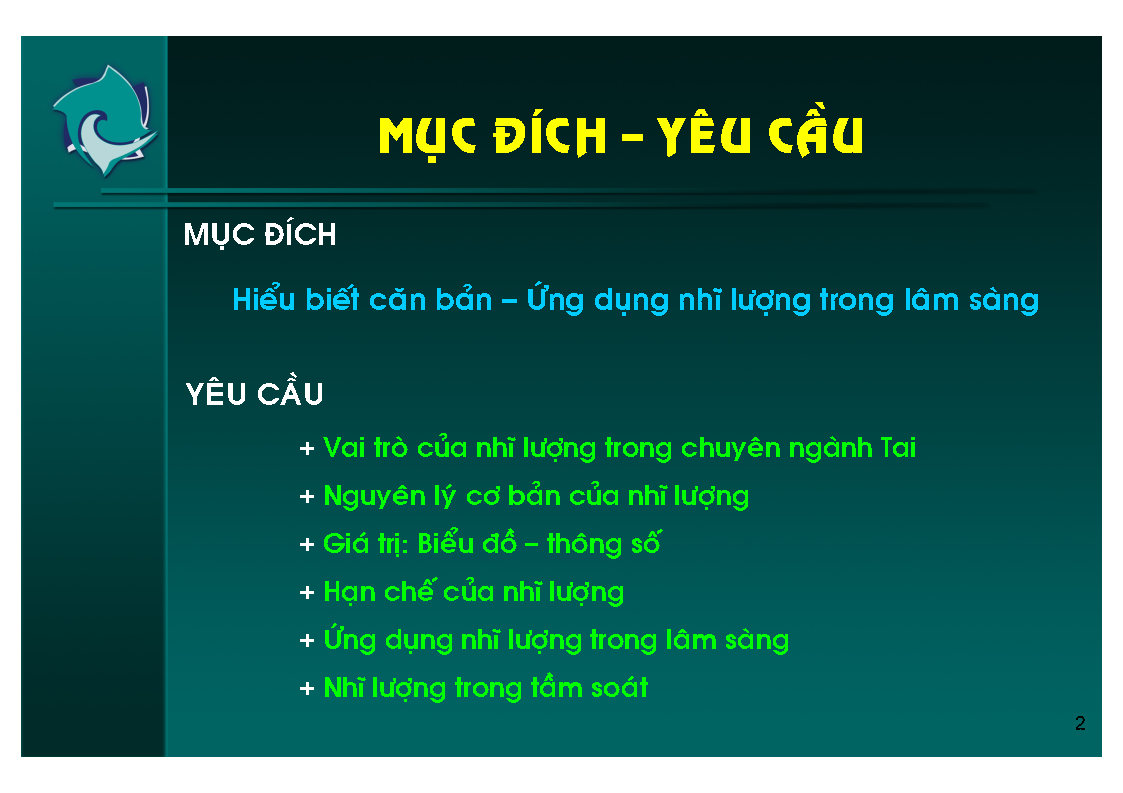 MỤC ĐÍCH – YÊU CẦU
MỤC ĐÍCH
Hiểu biết căn bản – Ứng dụng nhĩ lượng trong lâm sàng
YÊU CẦU
+ Vai trò của nhĩ lượng trong chuyên ngành Tai
+ Nguyên lý cơ bản của nhĩ lượng
+ Giá trị: Biểu đồ – thông số
+ Hạn chế của nhĩ lượng
+ Ứng dụng nhĩ lượng trong lâm sàng
+ Nhĩ lượng trong tầm soát
2